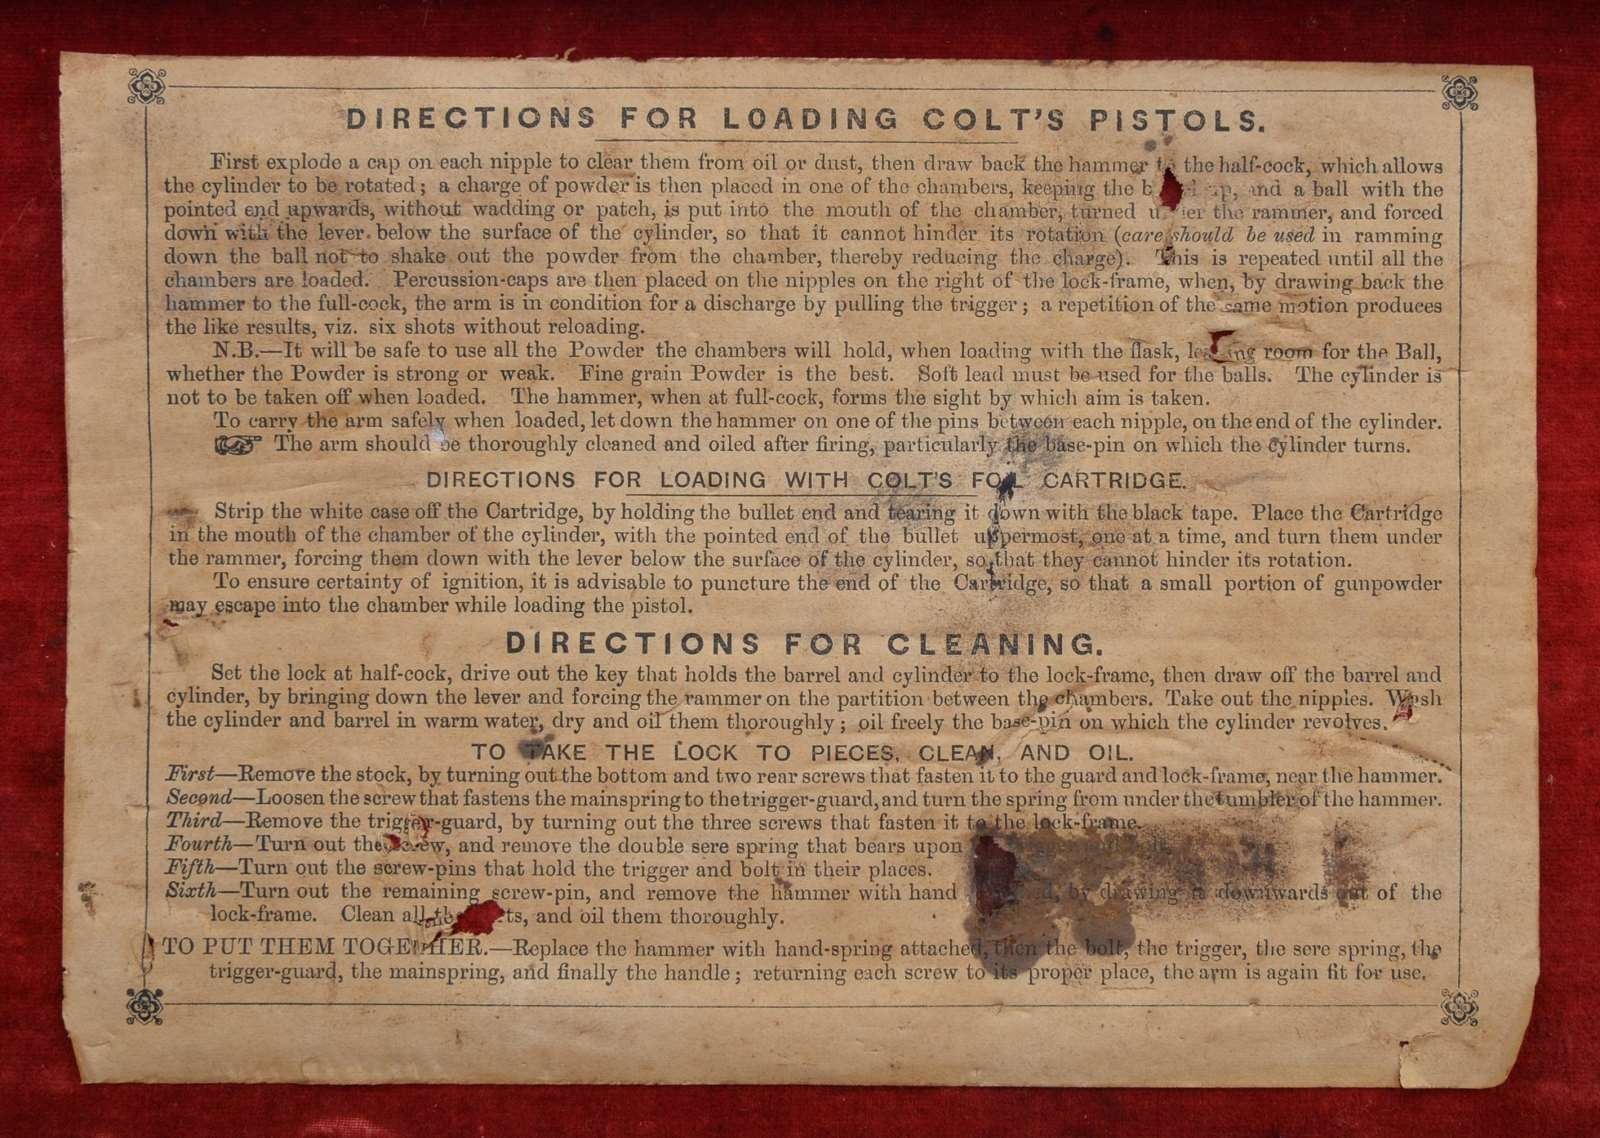 DIRECTIONS FOR LOADING COLT'S PISTOLS.
First explode a cap on each nipple to clear them from oil or dust, then draw back the hammer to the half-cock, which allows
the cylinder to be rotated; a charge of powder is then placed in one of the chambers, keeping the up, and a ball with the
pointed end upwards, without wadding or patch, is put into the mouth of the chamber, turned under the rammer, and forced
down with the lever below the surface of the cylinder, so that it cannot hinder its rotation (care should be used in ramming
down the ball not to shake out the powder from the chamber, thereby reducing the charge). This is repeated until all the
chambers are loaded. Percussion-caps are then placed on the nipples on the right of the lock-frame, when, by drawing back the
hammer to the full-cock, the arm is in condition for a discharge by pulling the trigger; a repetition of the same motion produces
the like results, viz. six shots without reloading.
N.B.—It will be safe to use all the Powder the chambers will hold, when loading with the flask, leaving room for the Ball,
whether the Powder is strong or weak. Fine grain Powder is the best. Soft lead must be used for the balls. The cylinder is
not to be taken off when loaded. The hammer, when at full-cock, forms the sight by which aim is taken.
To carry the arm safely when loaded, let down the hammer on one of the pins between each nipple, on the end of the cylinder.
☞ The arm should be thoroughly cleaned and oiled after firing, particularly the base-pin on which the cylinder turns.
DIRECTIONS FOR LOADING WITH COLT'S FOIL CARTRIDGE.
Strip the white case off the Cartridge, by holding the bullet end and tearing it down with the black tape. Place the Cartridge
in the mouth of the chamber of the cylinder, with the pointed end of the bullet uppermost, one at a time, and turn them under
the rammer, forcing them down with the lever below the surface of the cylinder, so that they cannot hinder its rotation.
To ensure certainty of ignition, it is advisable to puncture the end of the Cartridge, so that a small portion of gunpowder
may escape into the chamber while loading the pistol.
DIRECTIONS FOR CLEANING.
Set the lock at half-cock, drive out the key that holds the barrel and cylinder to the lock-frame, then draw off the barrel and
cylinder, by bringing down the lever and forcing the rammer on the partition between the chambers. Take out the nipples. Wash
the cylinder and barrel in warm water, dry and oil them thoroughly; oil freely the base-pin on which the cylinder revolves.
TO TAKE THE LOCK TO PIECES, CLEAN, AND OIL.
First—Remove the stock, by turning out the bottom and two rear screws that fasten it to the guard and lock-frame, near the hammer.
Second—Loosen the screw that fastens the mainspring to the trigger-guard, and turn the spring from under the tumbler of the hammer.
Third—Remove the trigger-guard, by turning out the three screws that fasten it to the lock-frame.
Fourth—Turn out the screw, and remove the double sere spring that bears upon
Fifth—Turn out the screw-pins that hold the trigger and bolt in their places.
Sixth—Turn out the remaining screw-pin, and remove the hammer with hand by drawing it downwards out of the
lock-frame. Clean all the parts, and oil them thoroughly.
TO PUT THEM TOGETHER.—Replace the hammer with hand-spring attached, then the bolt, the trigger, the sere spring, the
trigger-guard, the mainspring, and finally the handle; returning each screw to its proper place, the arm is again fit for use.